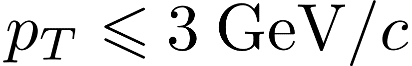 p_T ⩽ 3 GeV/c